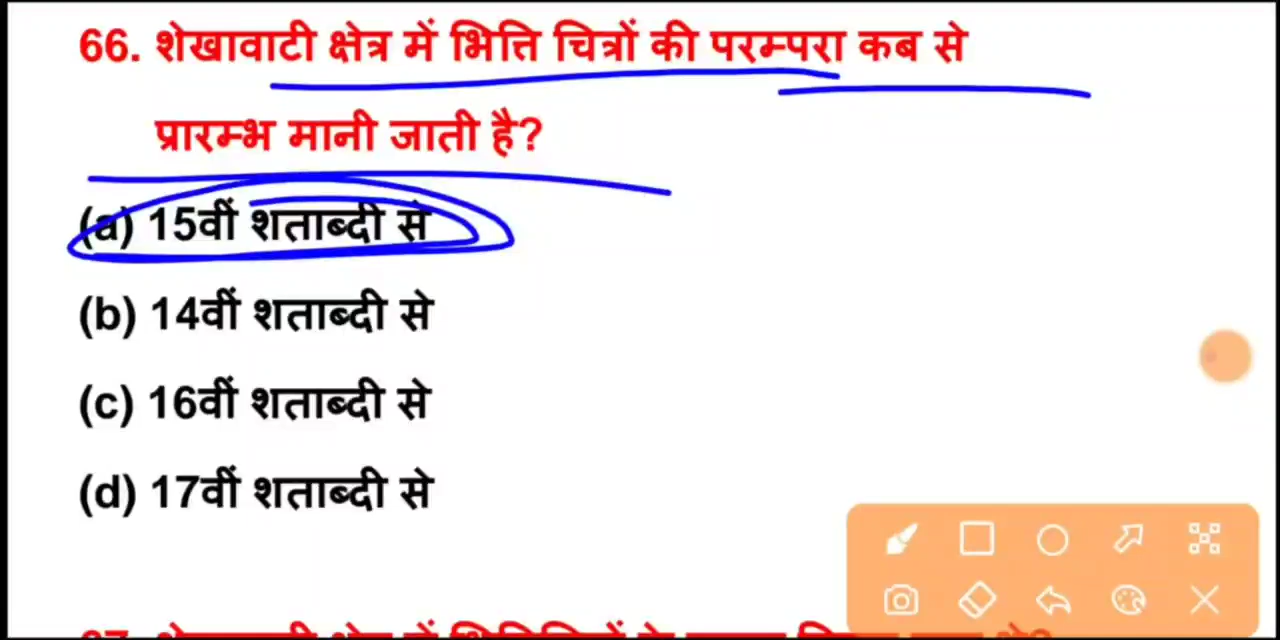 66. शेखावाटी क्षेत्र में भित्ति चित्रों की परम्परा कब से
प्रारम्भ मानी जाती है?
(a) 15वीं शताब्दी से
(b) 14वीं शताब्दी से
(c) 16वीं शताब्दी से
(d) 17वीं शताब्दी से